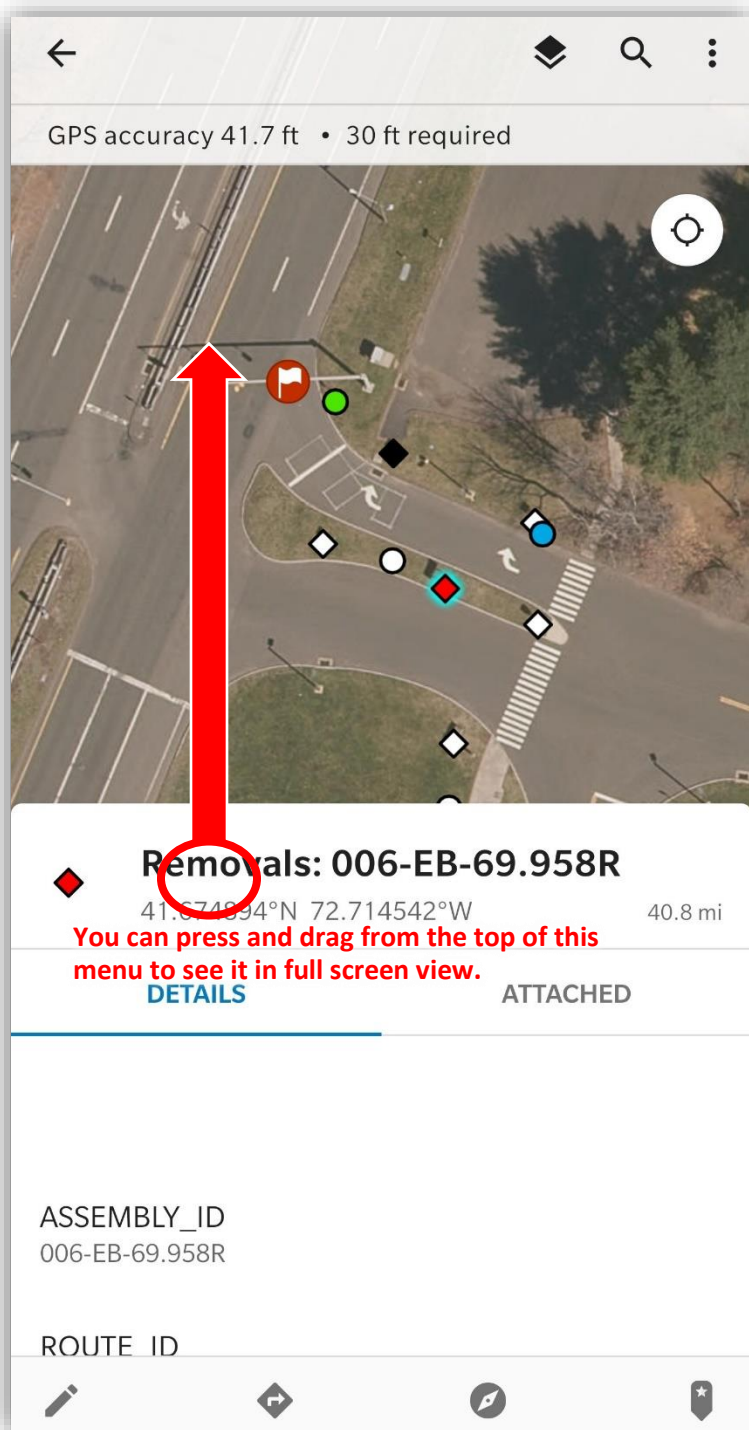 GPS accuracy 41.7 ft • 30 ft required
Removals: 006-EB-69.958R
41.674894°N 72.714542°W 40.8 mi
You can press and drag from the top of this
menu to see it in full screen view.
DETAILS ATTACHED
ASSEMBLY_ID
006-EB-69.958R
ROUTE_ID